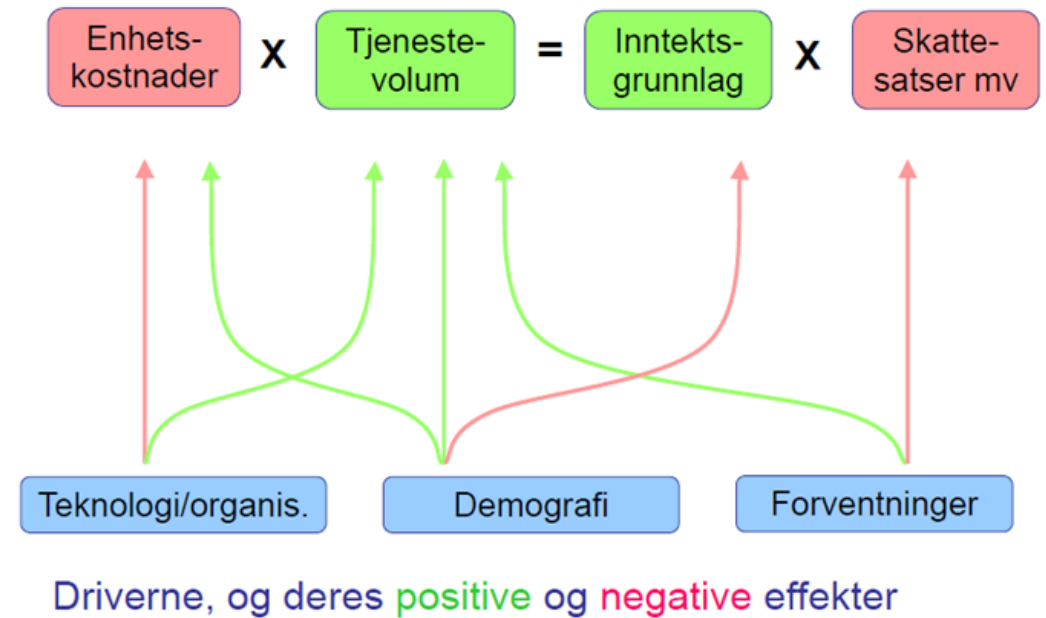 Enhets-
kostnader
X
Tjeneste-
volum
=
Inntekts-
grunnlag
X
Skatte-
satser mv
Teknologi/organis.
Demografi
Forventninger
Driverne, og deres positive og negative effekter